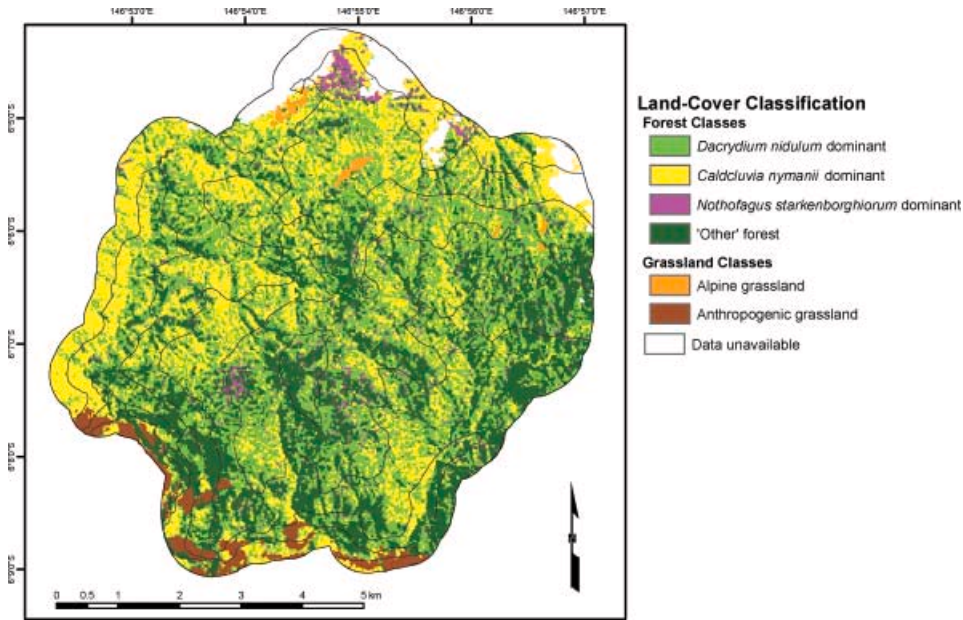 146°53'0"E 146°54'0"E 146°55'0"E 146°56'0"E 146°57'0"E
6°5'0"S
6°6'0"S
6°7'0"S
6°8'0"S
6°9'0"S
Land-Cover Classification
Forest Classes
Dacrydium nidulum dominant
Caldcluvia nymanii dominant
Nothofagus starkenborghiorum dominant
'Other' forest
Grassland Classes
Alpine grassland
Anthropogenic grassland
Data unavailable
0 0.5 1 2 3 4 5 km